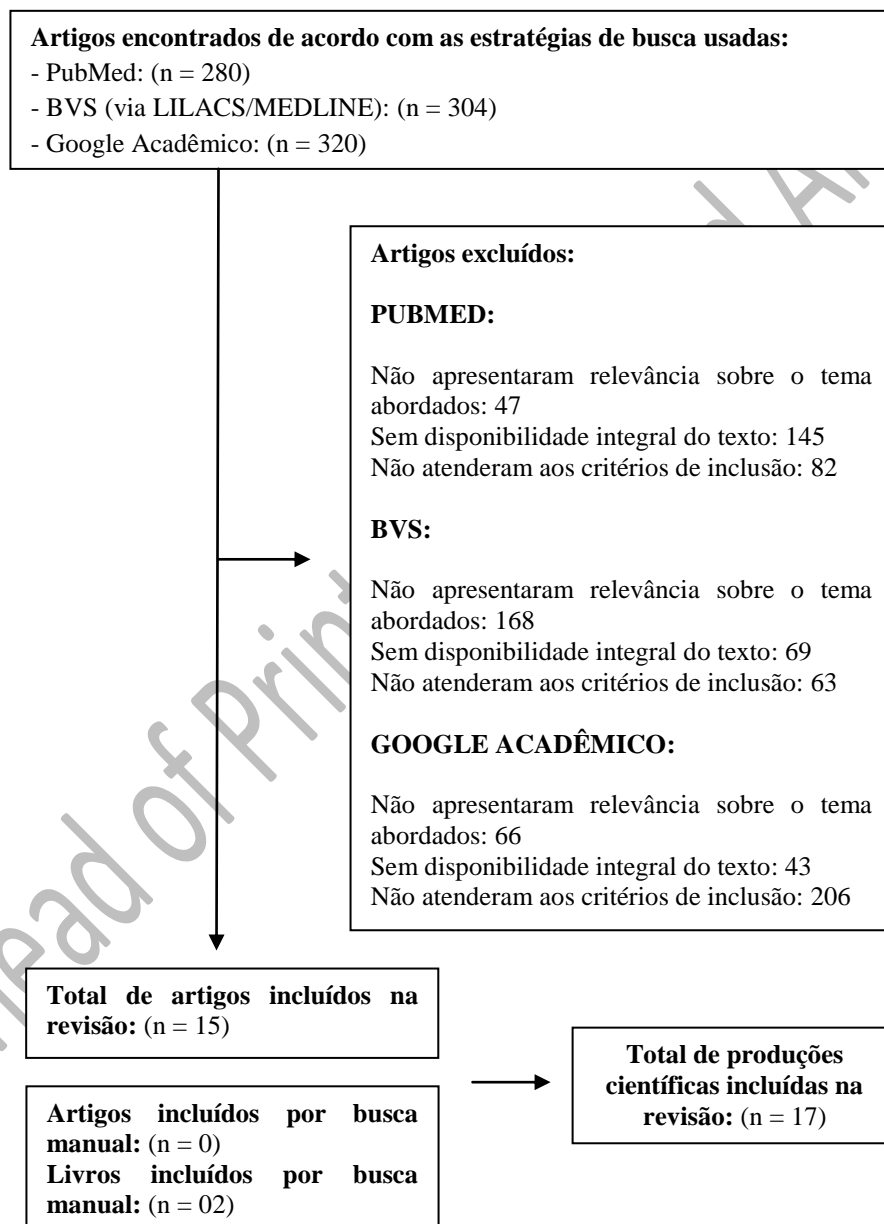 Artigos encontrados de acordo com as estratégias de busca usadas:
- PubMed: (n = 280)
- BVS (via LILACS/MEDLINE): (n = 304)
- Google Acadêmico: (n = 320)
Artigos excluídos:
PUBMED:
Não apresentaram relevância sobre o tema
abordados: 47
Sem disponibilidade integral do texto: 145
Não atenderam aos critérios de inclusão: 82
BVS:
Não apresentaram relevância sobre o tema
abordados: 168
Sem disponibilidade integral do texto: 69
Não atenderam aos critérios de inclusão: 63
GOOGLE ACADÊMICO:
Não apresentaram relevância sobre o tema
abordados: 66
Sem disponibilidade integral do texto: 43
Não atenderam aos critérios de inclusão: 206
Total de artigos incluídos na
revisão: (n = 15)
Artigos incluídos por busca
manual: (n = 0)
Livros incluídos por busca
manual: (n = 02)
Total de produções
científicas incluídas na
revisão: (n = 17)
head of Print